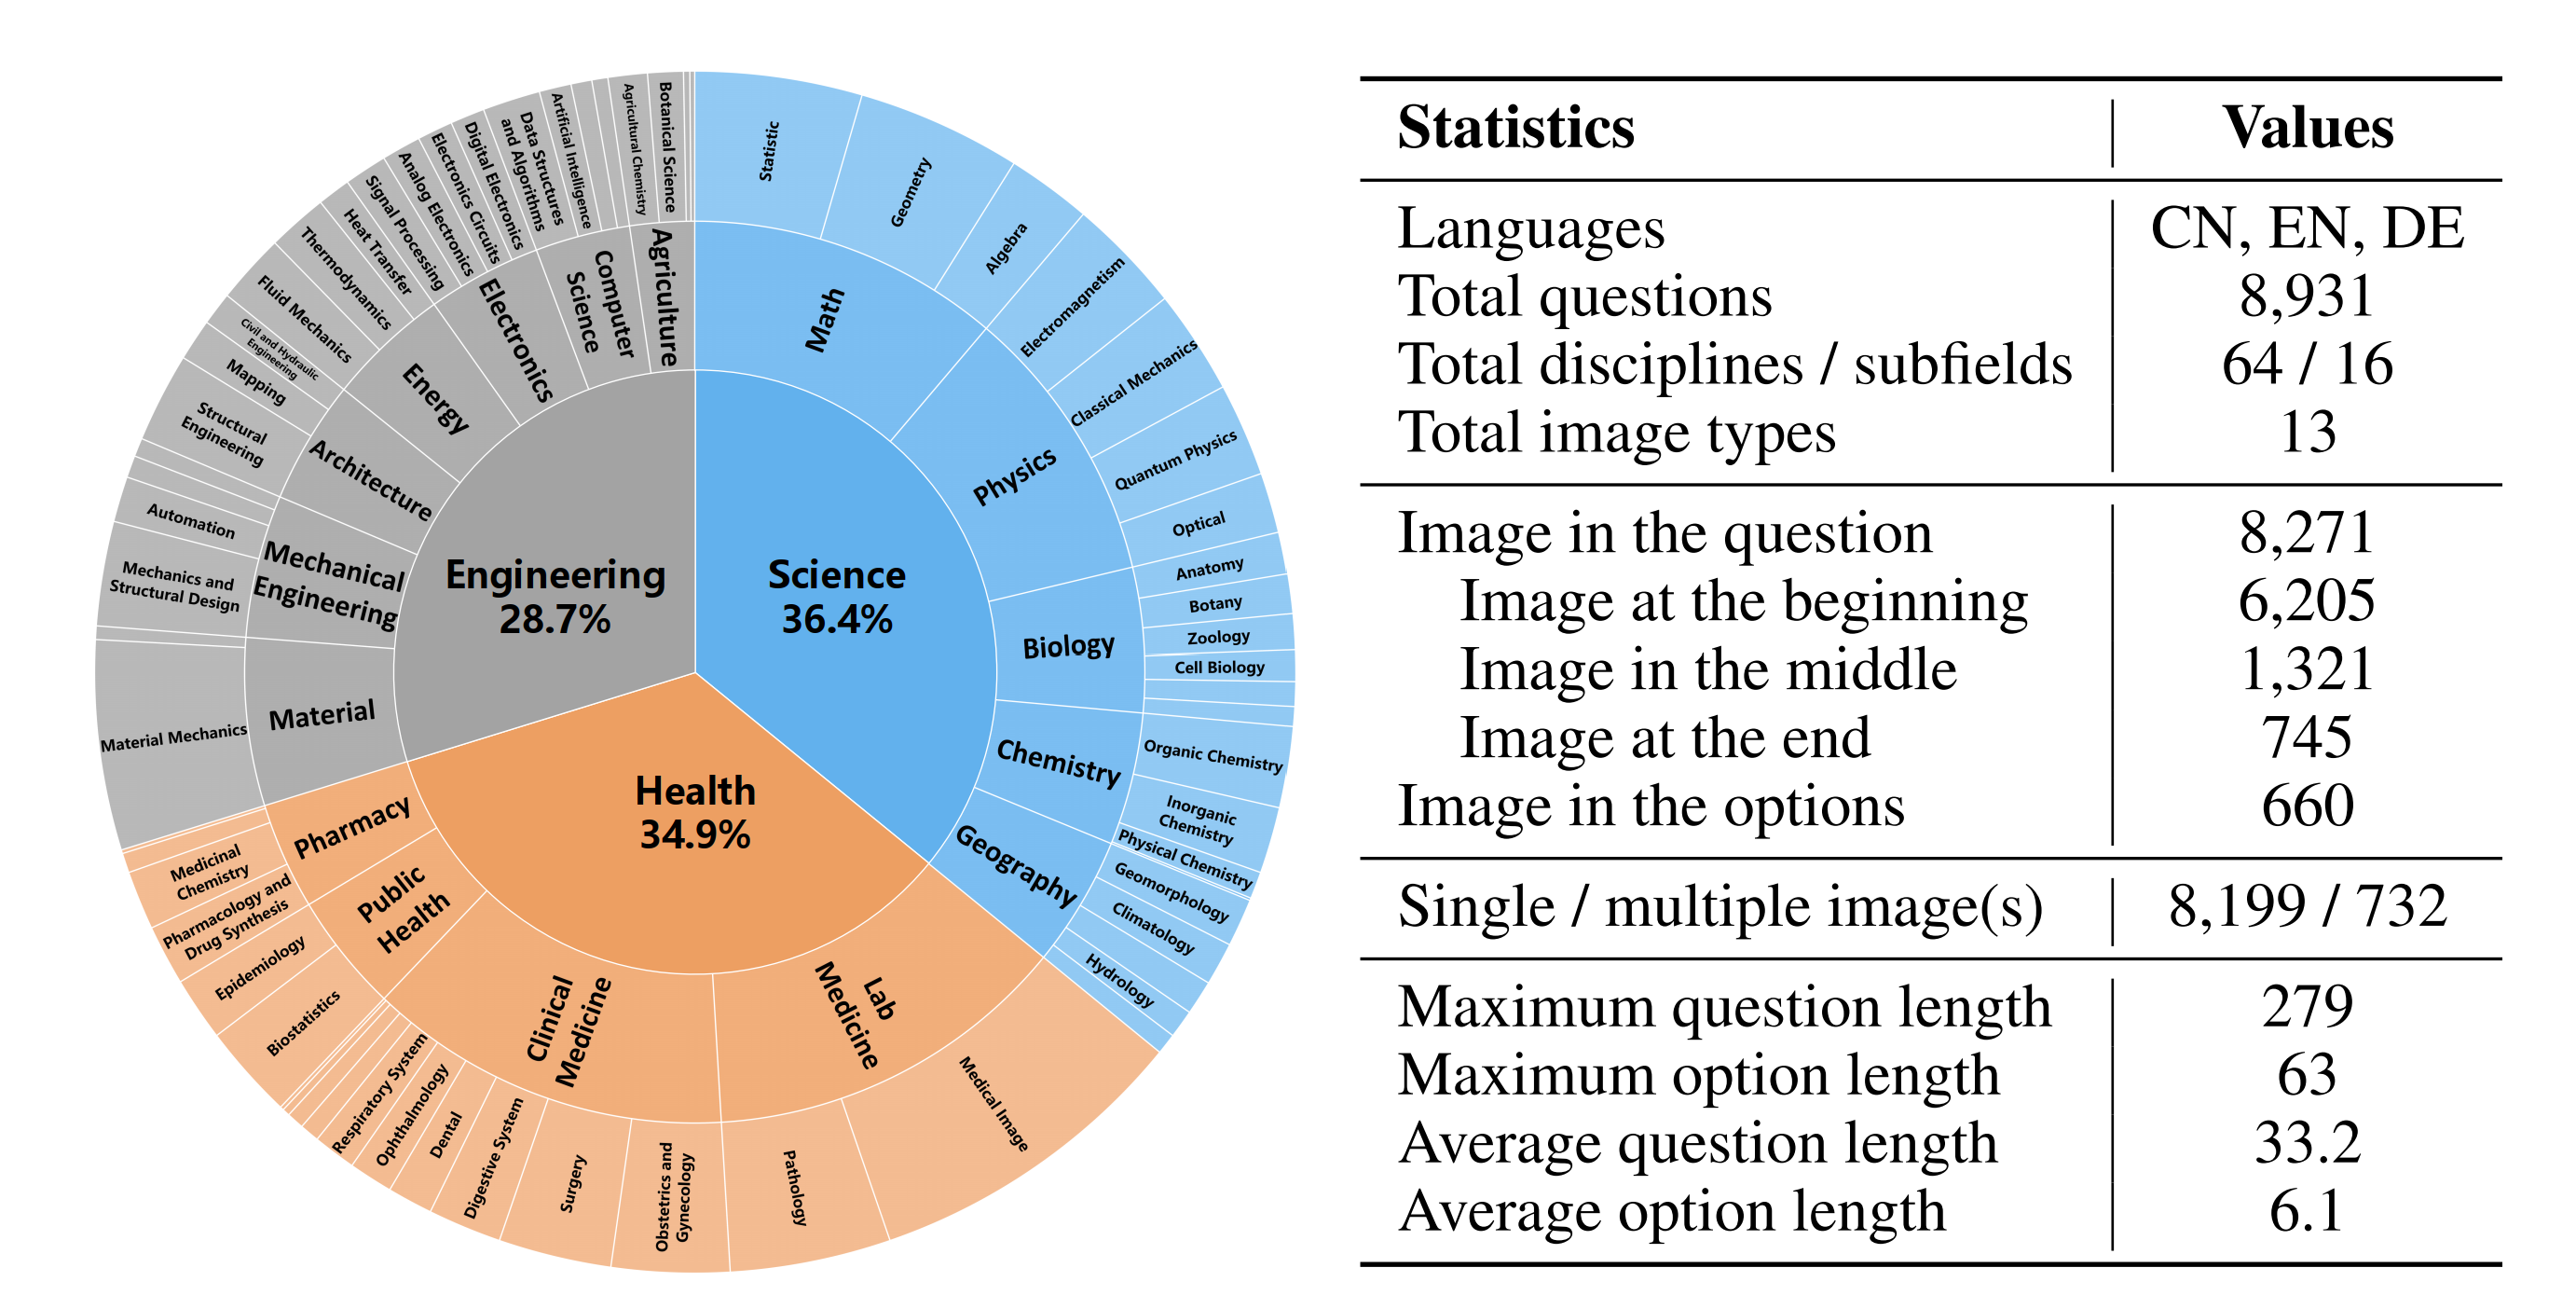 Engineering
28.7%
Science
36.4%
Health
34.9%
Math
Physics
Biology
Chemistry
Geography
Lab
Medicine
Clinical
Medicine
Public
Health
Pharmacy
Material
Mechanical
Engineering
Architecture
Energy
Electronics
Computer
Science
Agriculture
Statistic
Geometry
Algebra
Electromagnetism
Classical Mechanics
Quantum Physics
Optical
Anatomy
Botany
Zoology
Cell Biology
Organic Chemistry
Inorganic
Chemistry
Physical Chemistry
Geomorphology
Climatology
Hydrology
Medical Image
Pathology
Obstetrics and
Gynecology
Surgery
Digestive System
Dental
Ophthalmology
Respiratory System
Biostatistics
Epidemiology
Pharmacology and
Drug Synthesis
Medicinal
Chemistry
Material Mechanics
Mechanics and
Structural Design
Automation
Structural
Engineering
Mapping
Civil and Hydraulic
Engineering
Fluid Mechanics
Thermodynamics
Heat Transfer
Signal Processing
Analog Electronics
Electronics Circuits
Digital Electronics
Data Structures
and Algorithms
Artificial Intelligence
Agricultural Chemistry
Botanical Science
Statistics Values
Languages CN, EN, DE
Total questions 8,931
Total disciplines / subfields 64 / 16
Total image types 13
Image in the question 8,271
Image at the beginning 6,205
Image in the middle 1,321
Image at the end 745
Image in the options 660
Single / multiple image(s) 8,199 / 732
Maximum question length 279
Maximum option length 63
Average question length 33.2
Average option length 6.1